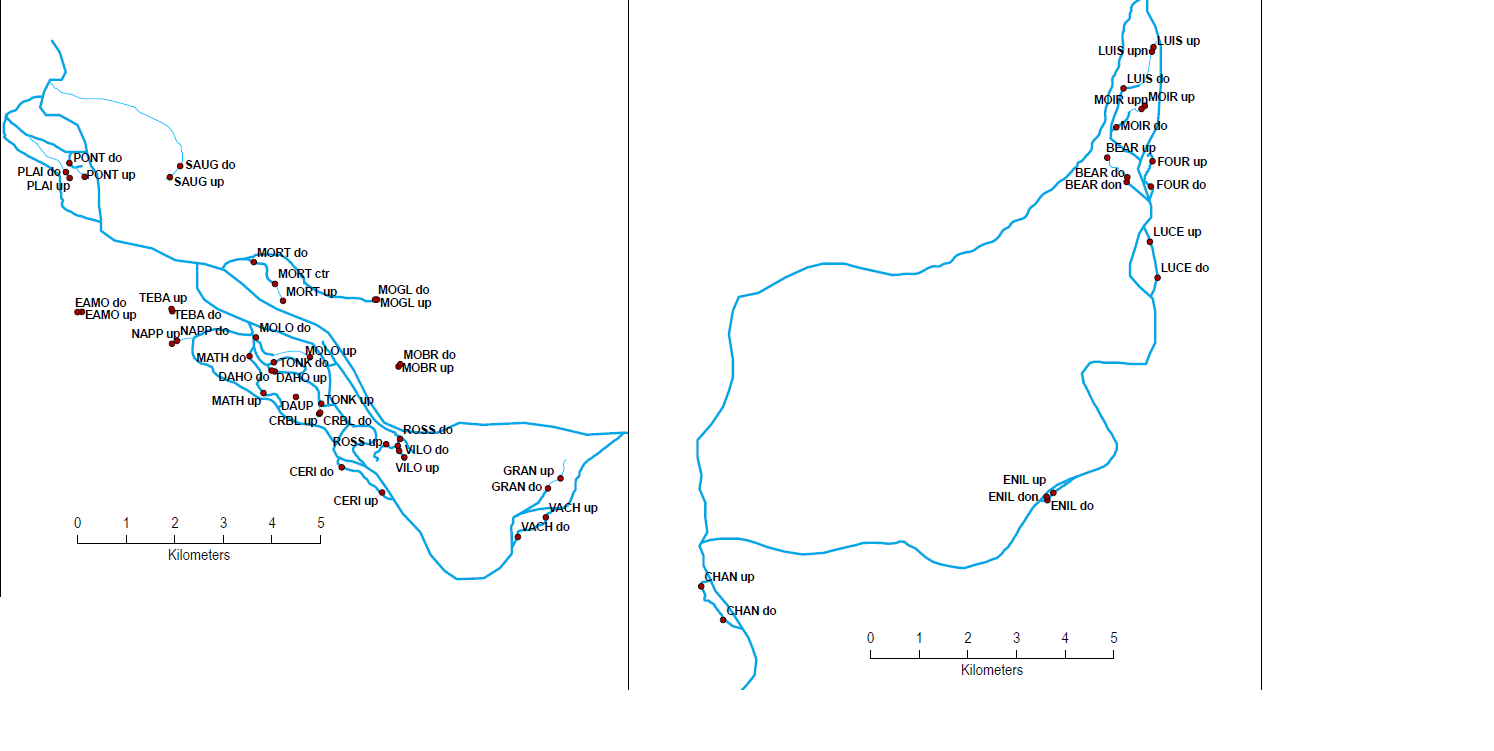 PONT do
PLAI do
PONT up
PLAI up
SAUG do
SAUG up
MORT do
MORT ctr
MORT up
MOGL do
MOGL up
EAMO do
EAMO up
TEBA up
TEBA do
NAPP up
NAPP do
MOLO do
MOLO up
MATH do
TONK do
DAHO do
DAHO up
MATH up
DAUP
TONK up
CRBL up
CRBL do
MOBR do
MOBR up
ROSS do
ROSS up
VILO do
VILO up
CERI do
CERI up
GRAN up
GRAN do
VACH up
VACH do
0 1 2 3 4 5
Kilometers
LUIS up
LUIS upn
LUIS do
MOIR upn
MOIR up
MOIR do
BEAR up
FOUR up
BEAR do
BEAR don
FOUR do
LUCE up
LUCE do
ENIL up
ENIL don
ENIL do
CHAN up
CHAN do
0 1 2 3 4 5
Kilometers